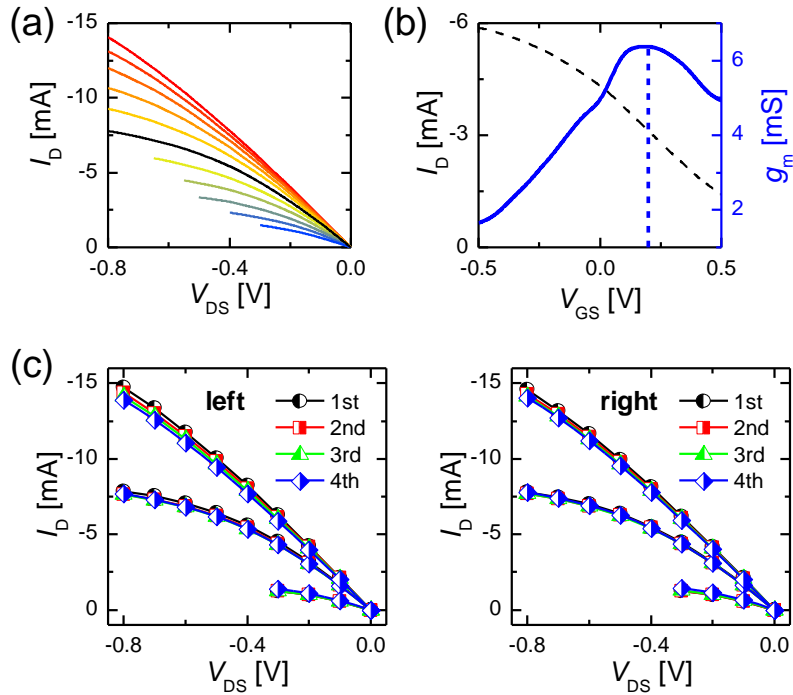 (a)
-15
-10
-5
0
I_D [mA]
-0.8
-0.4
0.0
V_DS [V]
(b)
-6
-3
0
I_D [mA]
6
4
2
g_m [mS]
-0.5
0.0
0.5
V_GS [V]
(c)
left
1st
2nd
3rd
4th
-15
-10
-5
0
I_D [mA]
-0.8
-0.4
0.0
V_DS [V]
right
1st
2nd
3rd
4th
-15
-10
-5
0
I_D [mA]
-0.8
-0.4
0.0
V_DS [V]